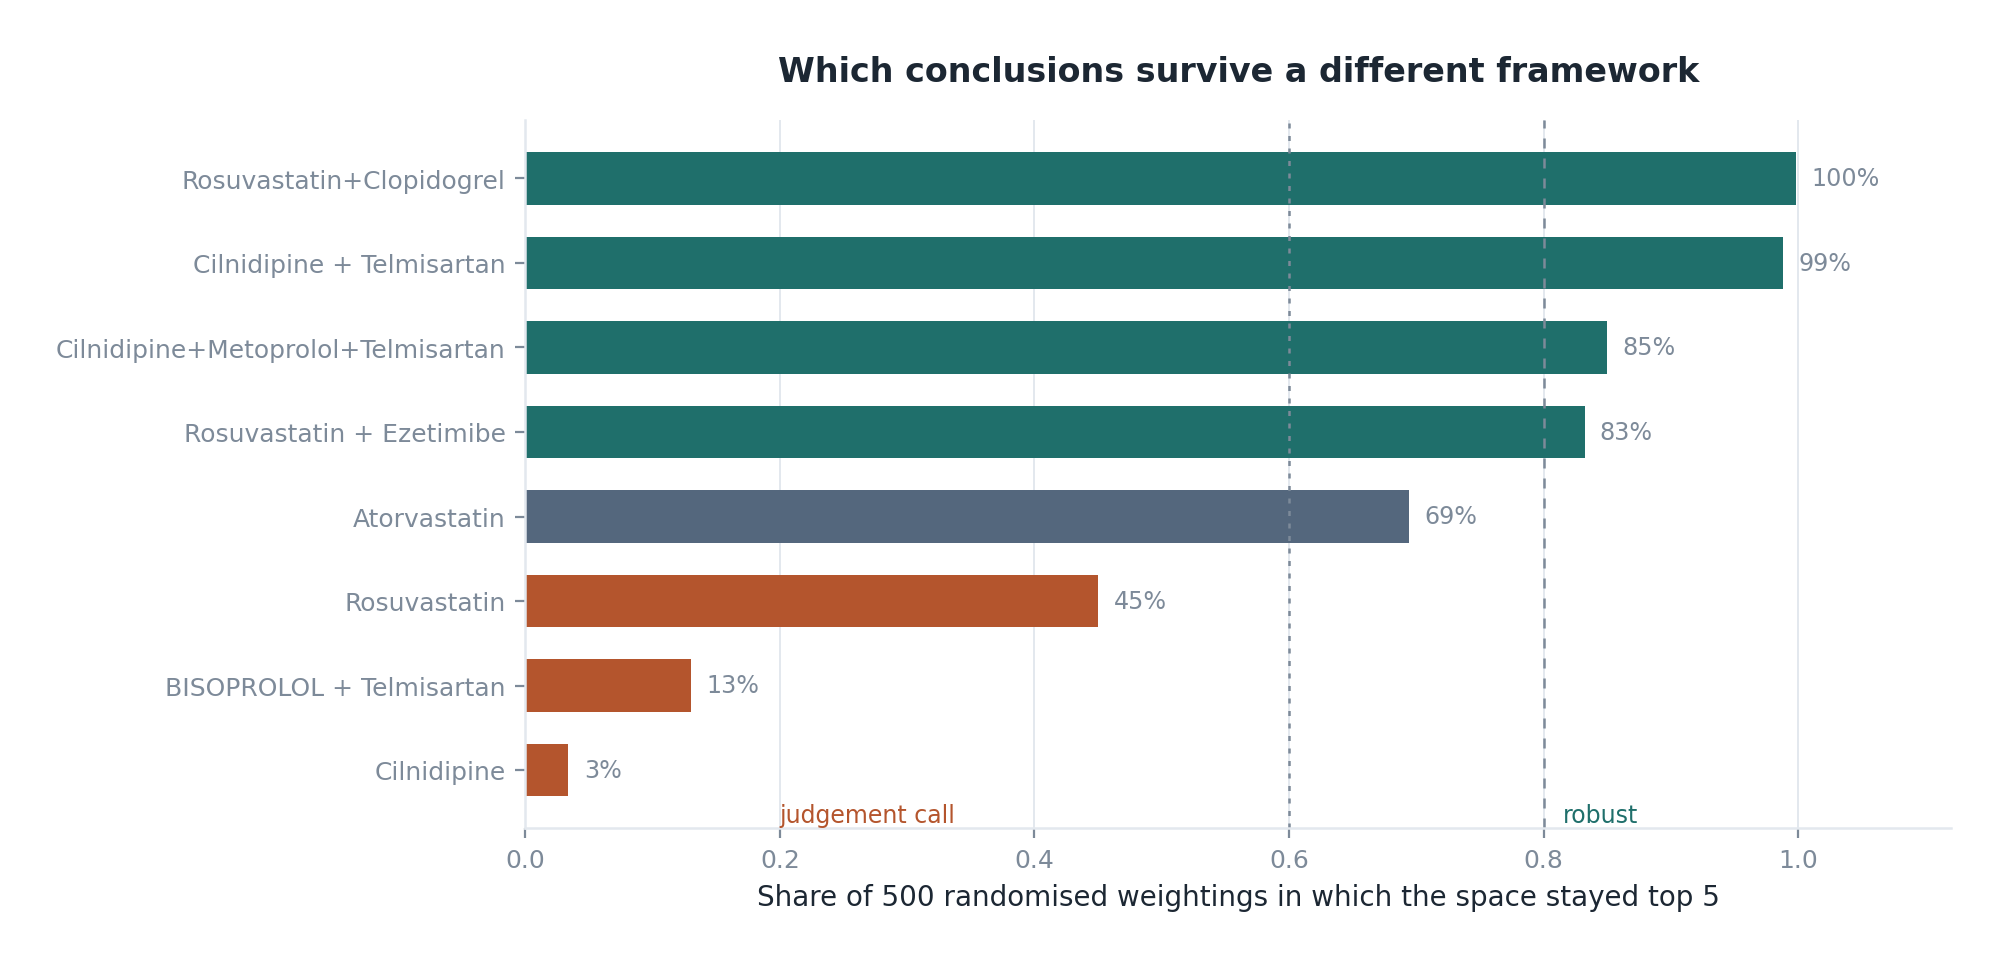 Which conclusions survive a different framework
Rosuvastatin+Clopidogrel 100%
Cilnidipine + Telmisartan 99%
Cilnidipine+Metoprolol+Telmisartan 85%
Rosuvastatin + Ezetimibe 83%
Atorvastatin 69%
Rosuvastatin 45%
BISOPROLOL + Telmisartan 13%
Cilnidipine 3%
judgement call robust
0.0 0.2 0.4 0.6 0.8 1.0
Share of 500 randomised weightings in which the space stayed top 5